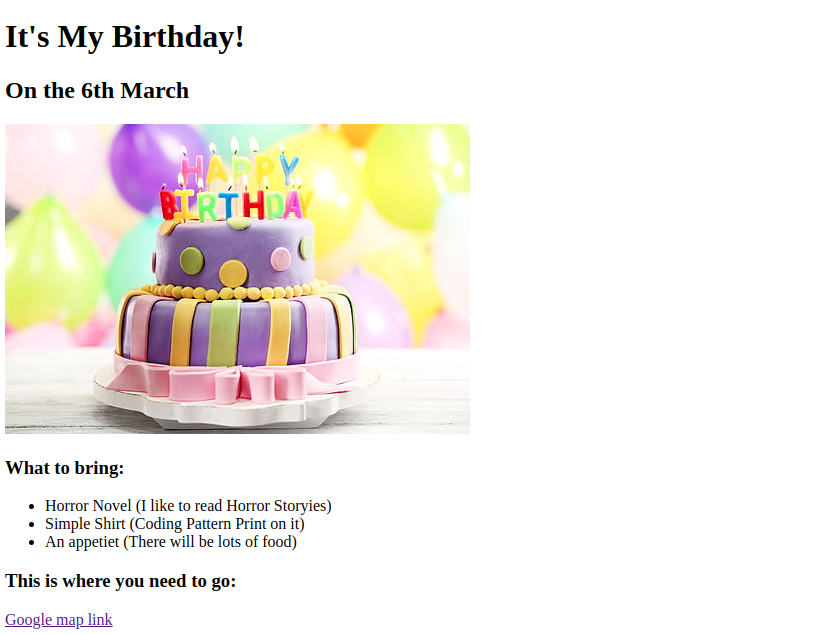 It's My Birthday!
On the 6th March
HAPPY
BIRTHDAY
What to bring:
Horror Novel (I like to read Horror Storyies)
Simple Shirt (Coding Pattern Print on it)
An appetiet (There will be lots of food)
This is where you need to go:
Google map link